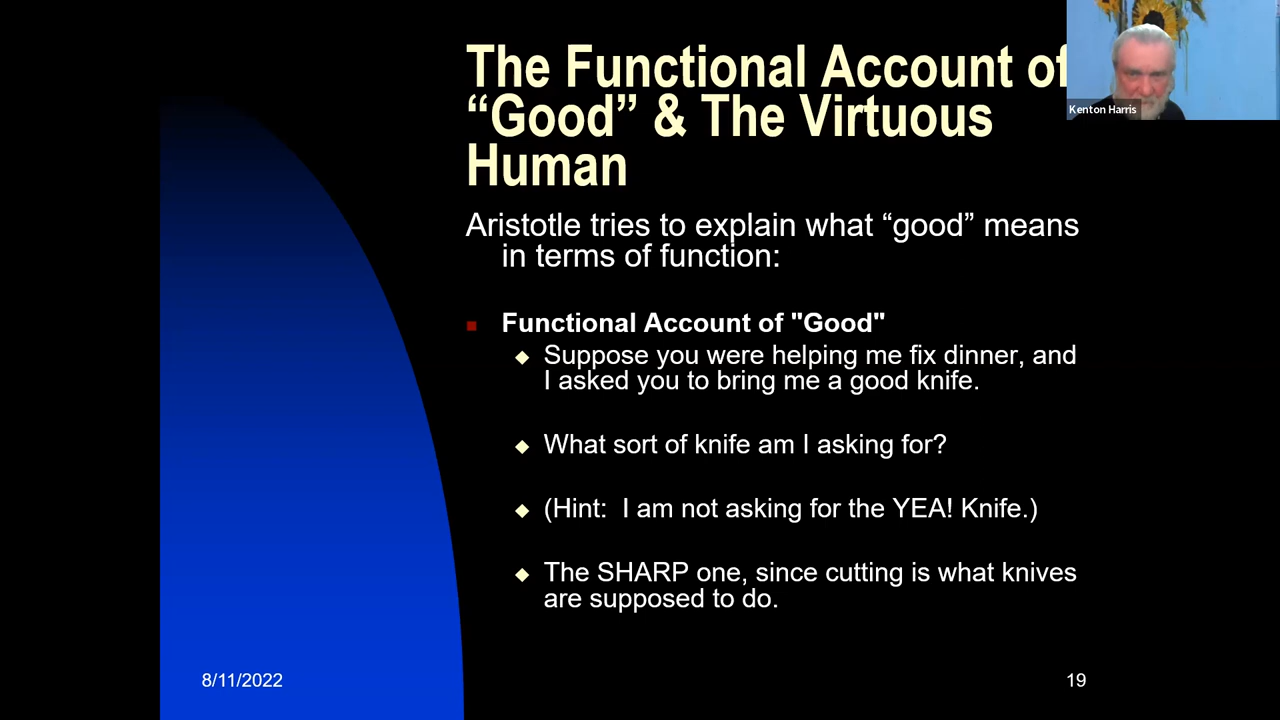 The Functional Account of
“Good” & The Virtuous
Human
Kenton Harris
Aristotle tries to explain what “good” means
in terms of function:
Functional Account of "Good"
Suppose you were helping me fix dinner, and
I asked you to bring me a good knife.
What sort of knife am I asking for?
(Hint:  I am not asking for the YEA! Knife.)
The SHARP one, since cutting is what knives
are supposed to do.
8/11/2022
19